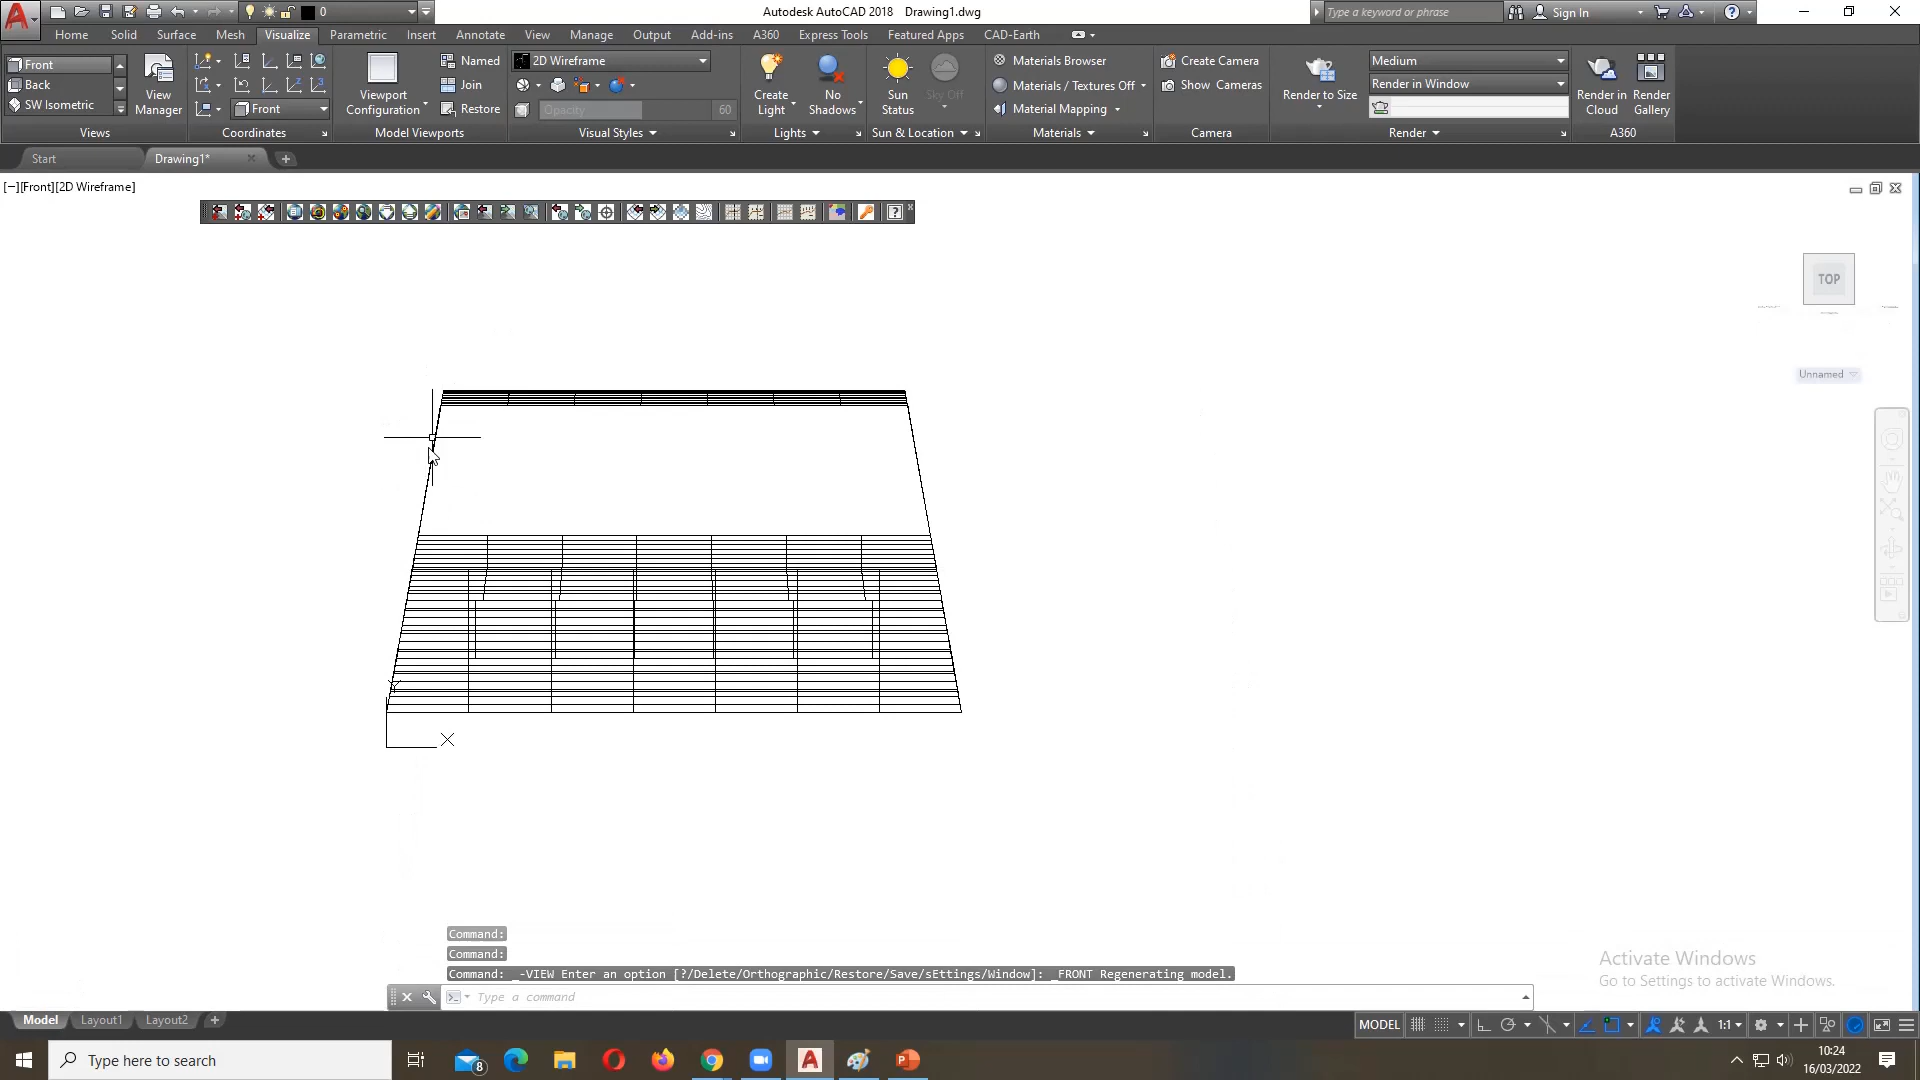 0
Autodesk AutoCAD 2018 Drawing1.dwg
Type a keyword or phrase
Sign In
Home Solid Surface Mesh Visualize Parametric Insert Annotate View Manage Output Add-ins A360 Express Tools Featured Apps CAD-Earth
Front
Back
SW Isometric
View
Manager
Views
Front
Coordinates
Viewport
Configuration
Named
Join
Restore
Model Viewports
2D Wireframe
Opacity 60
Visual Styles
Create
Light
No
Shadows
Lights
Sun
Status
Sky Off
Sun & Location
Materials Browser
Materials / Textures Off
Material Mapping
Materials
Create Camera
Show Cameras
Camera
Render to Size
Medium
Render in Window
Render
Render in
Cloud
Render
Gallery
A360
Start
Drawing1*
[−][Front][2D Wireframe]
TOP
Unnamed
Y
X
Command:
Command:
Command: _-VIEW Enter an option [?/Delete/Orthographic/Restore/Save/sEttings/Window]: _FRONT Regenerating model.
Type a command
Activate Windows
Go to Settings to activate Windows.
Model Layout1 Layout2
MODEL 1:1
Type here to search
8
10:24
16/03/2022